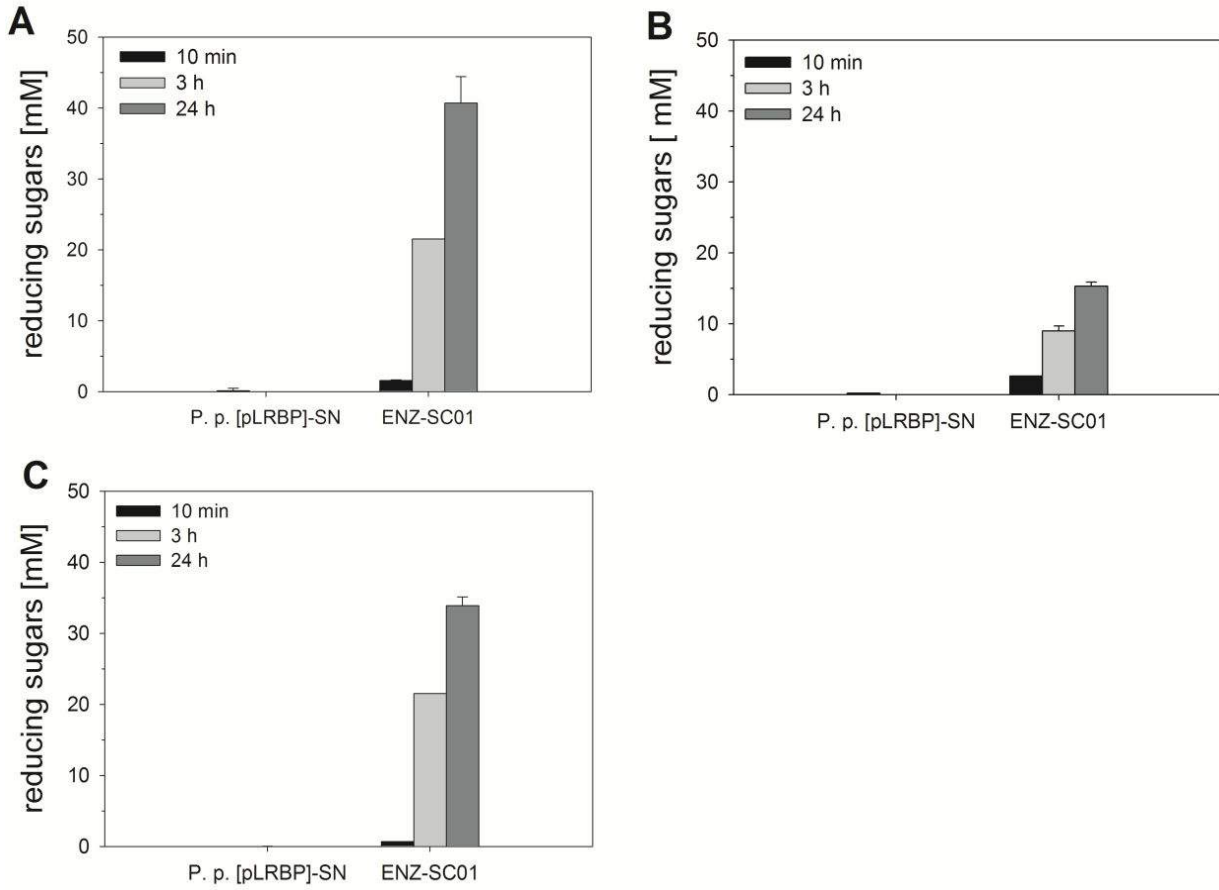 A
reducing sugars [mM]
50
40
30
20
10
0
10 min
3 h
24 h
P. p. [pLRBP]-SN
ENZ-SC01
B
reducing sugars [ mM]
50
40
30
20
10
0
10 min
3 h
24 h
P. p. [pLRBP]-SN
ENZ-SC01
C
reducing sugars [mM]
50
40
30
20
10
0
10 min
3 h
24 h
P. p. [pLRBP]-SN
ENZ-SC01